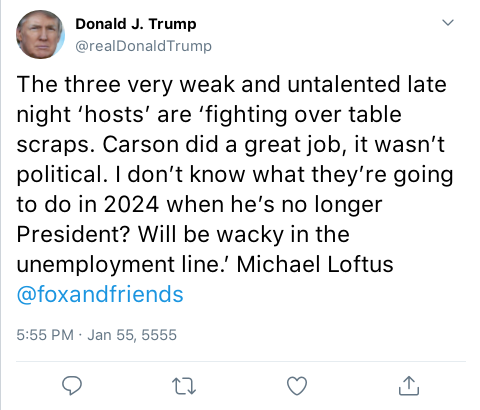 Donald J. Trump
@realDonaldTrump
The three very weak and untalented late
night ‘hosts’ are ‘fighting over table
scraps. Carson did a great job, it wasn’t
political. I don’t know what they’re going
to do in 2024 when he’s no longer
President? Will be wacky in the
unemployment line.’ Michael Loftus
@foxandfriends
5:55 PM · Jan 55, 5555